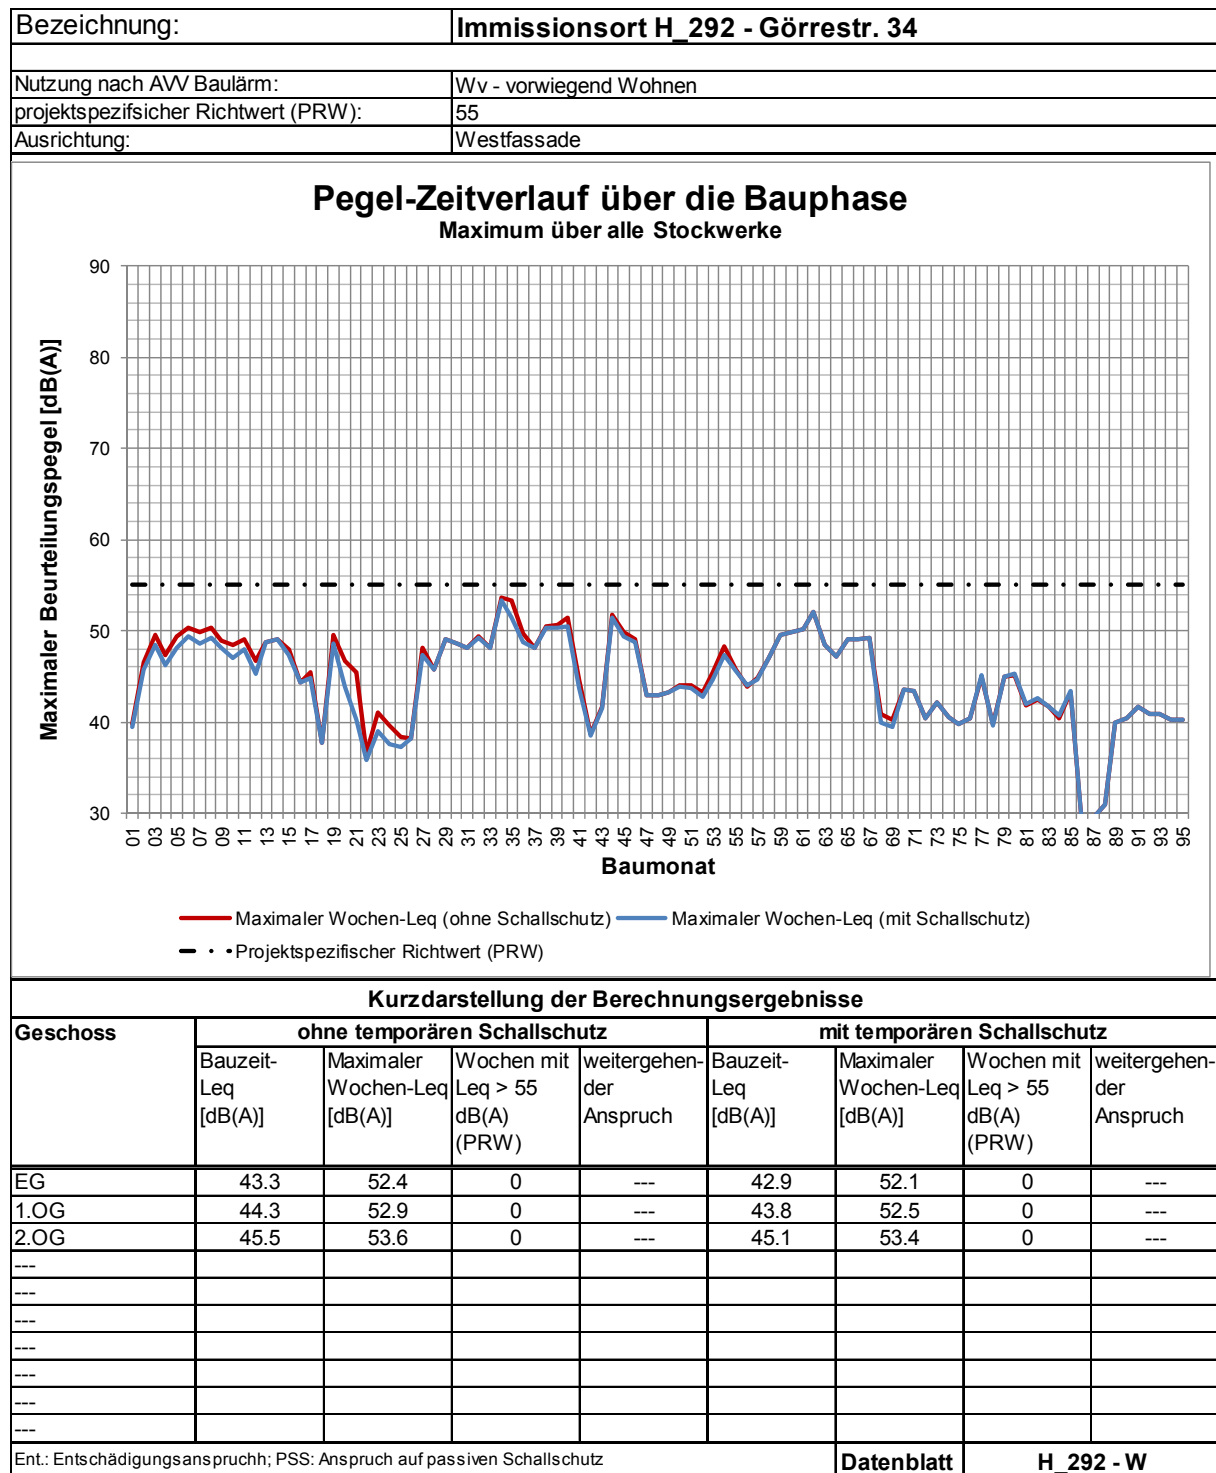 Bezeichnung: Immissionsort H_292 - Görrestr. 34
Nutzung nach AVV Baulärm: Wv - vorwiegend Wohnen
projektspezifsicher Richtwert (PRW): 55
Ausrichtung: Westfassade
Pegel-Zeitverlauf über die Bauphase
Maximum über alle Stockwerke
Maximaler Beurteilungspegel [dB(A)]
90
80
70
60
50
40
30
01 03 05 07 09 11 13 15 17 19 21 23 25 27 29 31 33 35 37 39 41 43 45 47 49 51 53 55 57 59 61 63 65 67 69 71 73 75 77 79 81 83 85 87 89 91 93 95
Baumonat
Maximaler Wochen-Leq (ohne Schallschutz) Maximaler Wochen-Leq (mit Schallschutz)
Projektspezifischer Richtwert (PRW)
Kurzdarstellung der Berechnungsergebnisse
Geschoss ohne temporären Schallschutz mit temporären Schallschutz
Bauzeit- Maximaler Wochen mit weitergehen- Bauzeit- Maximaler Wochen mit weitergehen-
Leq Wochen-Leq Leq > 55 der Leq Wochen-Leq Leq > 55 der
[dB(A)] [dB(A)] dB(A) Anspruch [dB(A)] [dB(A)] dB(A) Anspruch
(PRW) (PRW)
EG 43.3 52.4 0 --- 42.9 52.1 0 ---
1.OG 44.3 52.9 0 --- 43.8 52.5 0 ---
2.OG 45.5 53.6 0 --- 45.1 53.4 0 ---
---
---
---
---
---
---
---
Ent.: Entschädigungsanspruchh; PSS: Anspruch auf passiven Schallschutz Datenblatt H_292 - W